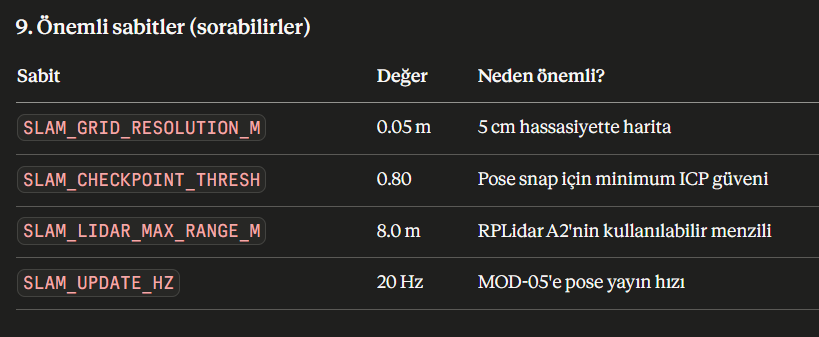 9. Önemli sabitler (sorabilirler)
Sabit Değer Neden önemli?
SLAM_GRID_RESOLUTION_M 0.05 m 5 cm hassasiyette harita
SLAM_CHECKPOINT_THRESH 0.80 Pose snap için minimum ICP güveni
SLAM_LIDAR_MAX_RANGE_M 8.0 m RPLidar A2'nin kullanılabilir menzili
SLAM_UPDATE_HZ 20 Hz MOD-05'e pose yayın hızı